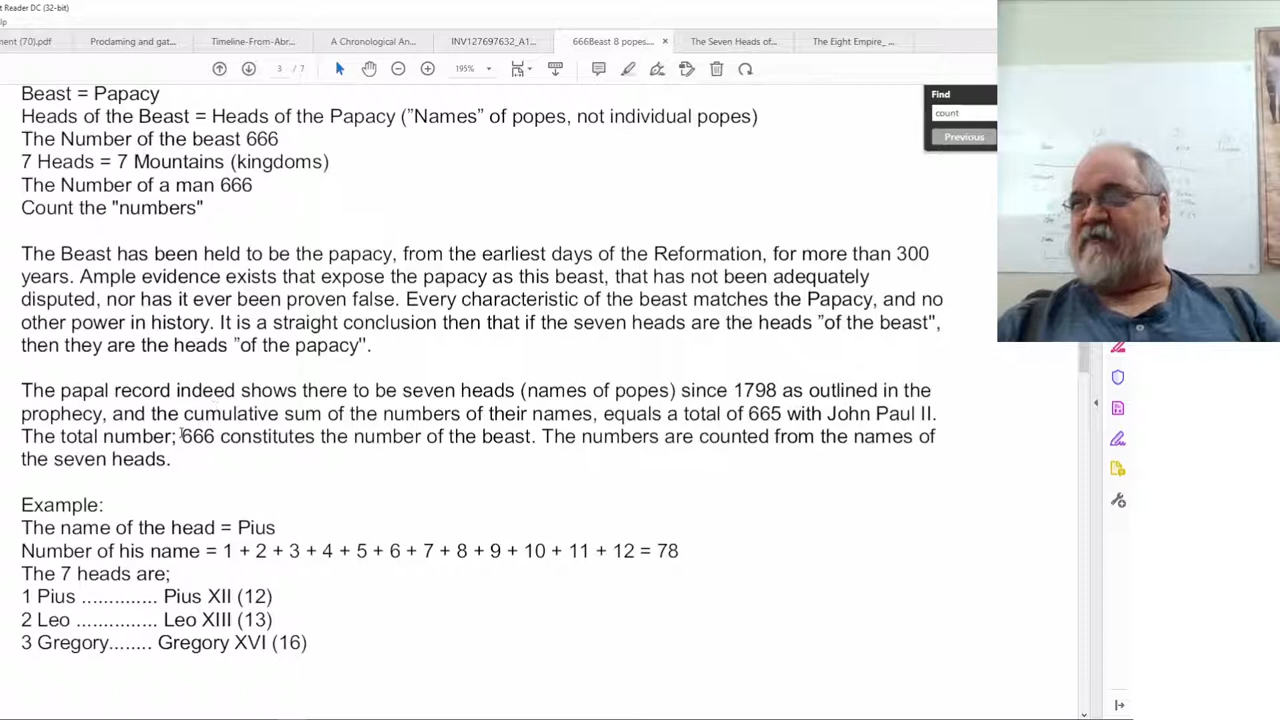 t Reader DC (32-bit)
lp
ment (70).pdf
Proclaming and gat...
Timeline-From-Abr...
A Chronological An...
INV127697632_A1...
666Beast 8 popes....
The Seven Heads of...
The Eight Empire_ ...
3 / 7
195%
Find
count
Previous
Beast = Papacy
Heads of the Beast = Heads of the Papacy (”Names” of popes, not individual popes)
The Number of the beast 666
7 Heads = 7 Mountains (kingdoms)
The Number of a man 666
Count the "numbers"
The Beast has been held to be the papacy, from the earliest days of the Reformation, for more than 300
years. Ample evidence exists that expose the papacy as this beast, that has not been adequately
disputed, nor has it ever been proven false. Every characteristic of the beast matches the Papacy, and no
other power in history. It is a straight conclusion then that if the seven heads are the heads ”of the beast",
then they are the heads ”of the papacy".
The papal record indeed shows there to be seven heads (names of popes) since 1798 as outlined in the
prophecy, and the cumulative sum of the numbers of their names, equals a total of 665 with John Paul II.
The total number; 666 constitutes the number of the beast. The numbers are counted from the names of
the seven heads.
Example:
The name of the head = Pius
Number of his name = 1 + 2 + 3 + 4 + 5 + 6 + 7 + 8 + 9 + 10 + 11 + 12 = 78
The 7 heads are;
1 Pius .............. Pius XII (12)
2 Leo ............... Leo XIII (13)
3 Gregory........ Gregory XVI (16)